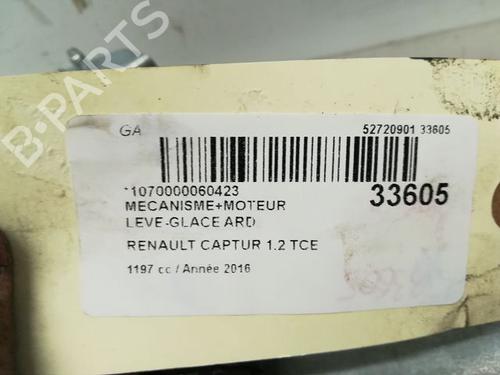 GA
52720901 33605
*1070000060423
33605
MECANISME+MOTEUR
LEVE-GLACE ARD
RENAULT CAPTUR 1.2 TCE
1197 cc / Année 2016
B-PARTS